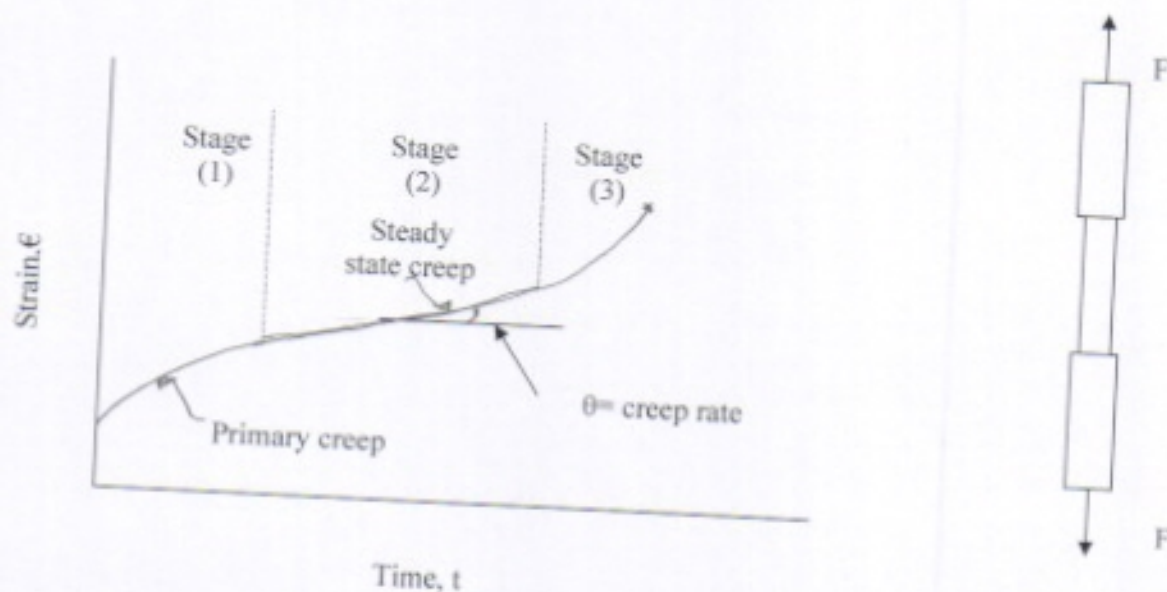 F
Stage
(1)
Stage
(2)
Stage
(3)
Steady
state creep
Strain.€
θ= creep rate
Primary creep
F
Time, t